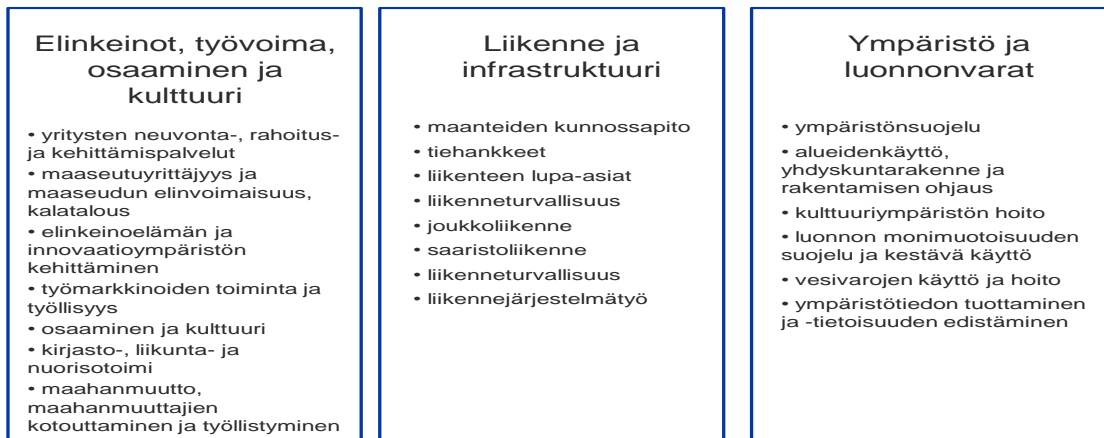 Elinkeinot, työvoima,
osaaminen ja
kulttuuri
• yritysten neuvonta-, rahoitus-
ja kehittämispalvelut
• maaseutuyrittäjyys ja
maaseudun elinvoimaisuus,
kalatalous
• elinkeinoelämän ja
innovaatioympäristön
kehittäminen
• työmarkkinoiden toiminta ja
työllisyys
• osaaminen ja kulttuuri
• kirjasto-, liikunta- ja
nuorisotoimi
• maahanmuutto,
maahanmuuttajien
kotouttaminen ja työllistyminen
Liikenne ja
infrastruktuuri
• maanteiden kunnossapito
• tiehankkeet
• liikenteen lupa-asiat
• liikenneturvallisuus
• joukkoliikenne
• saaristoliikenne
• liikenneturvallisuus
• liikennejärjestelmätyö
Ympäristö ja
luonnonvarat
• ympäristönsuojelu
• alueidenkäyttö,
yhdyskuntarakenne ja
rakentamisen ohjaus
• kulttuuriympäristön hoito
• luonnon monimuotoisuuden
suojelu ja kestävä käyttö
• vesivarojen käyttö ja hoito
• ympäristötiedon tuottaminen
ja -tietoisuuden edistäminen